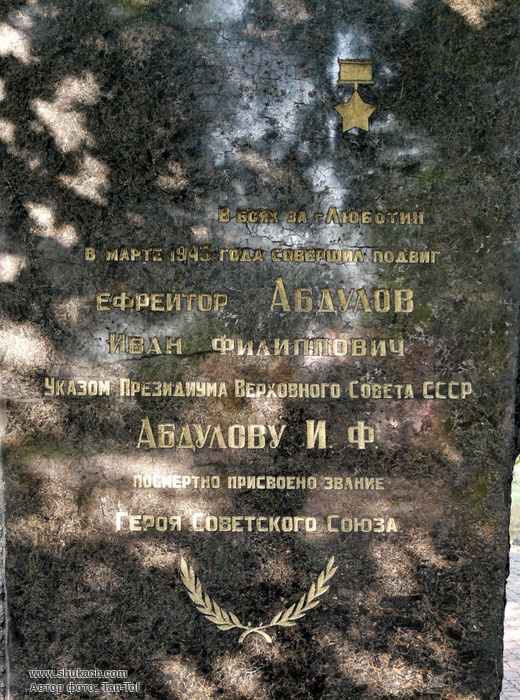 В боях за г. Люботин
в марте 1943 года совершил подвиг
ефрейтор Абдулов
Иван Филиппович
Указом Президиума Верховного Совета СССР
Абдулову И. Ф.
посмертно присвоено звание
Героя Советского Союза
www.shukach.com
Автор фото: Tan-Tol